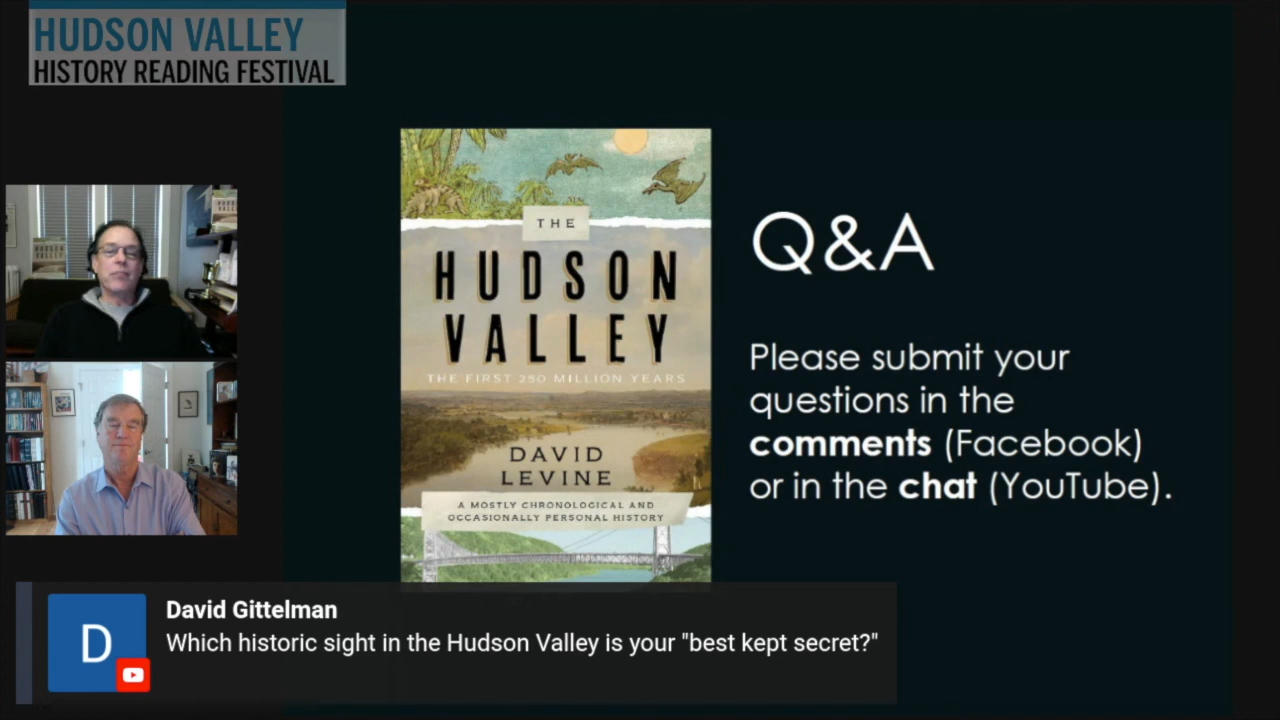 HUDSON VALLEY
HISTORY READING FESTIVAL
THE
HUDSON
VALLEY
THE FIRST 250 MILLION YEARS
DAVID
LEVINE
A MOSTLY CHRONOLOGICAL AND
OCCASIONALLY PERSONAL HISTORY
Q&A
Please submit your
questions in the
comments (Facebook)
or in the chat (YouTube).
D
David Gittelman
Which historic sight in the Hudson Valley is your "best kept secret?"